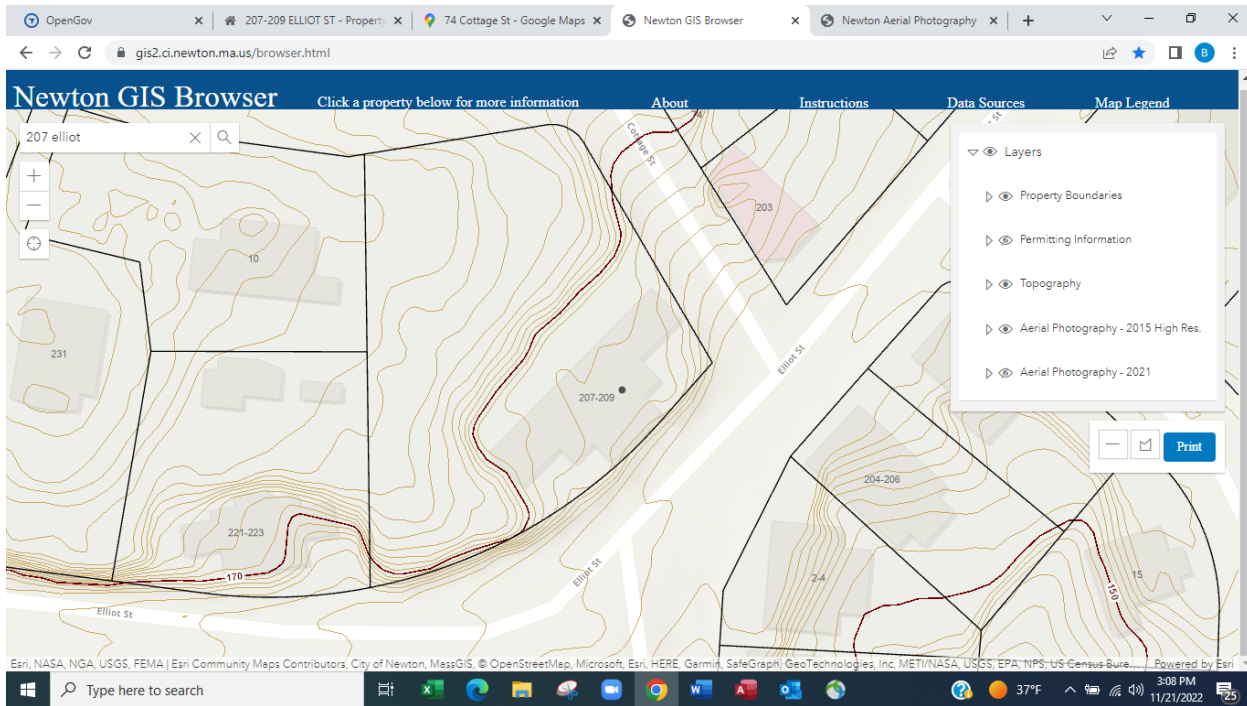 OpenGov
207-209 ELLIOT ST - Property
74 Cottage St - Google Maps
Newton GIS Browser
Newton Aerial Photography
gis2.ci.newton.ma.us/browser.html
B
Newton GIS Browser
Click a property below for more information
About
Instructions
Data Sources
Map Legend
207 elliot
Layers
Property Boundaries
Permitting Information
Topography
Aerial Photography - 2015 High Res.
Aerial Photography - 2021
Print
Cottage St
74
St
203
10
231
207-209
Elliot St
204-206
221-223
170
Elliot St
Elliot St
2-4
15
150
Esri, NASA, NGA, USGS, FEMA | Esri Community Maps Contributors, City of Newton, MassGIS, © OpenStreetMap, Microsoft, Esri, HERE, Garmin, SafeGraph, GeoTechnologies, Inc, METI/NASA, USGS, EPA, NPS, US Census Bure...
Powered by Esri
Type here to search
37°F
3:08 PM
11/21/2022
25